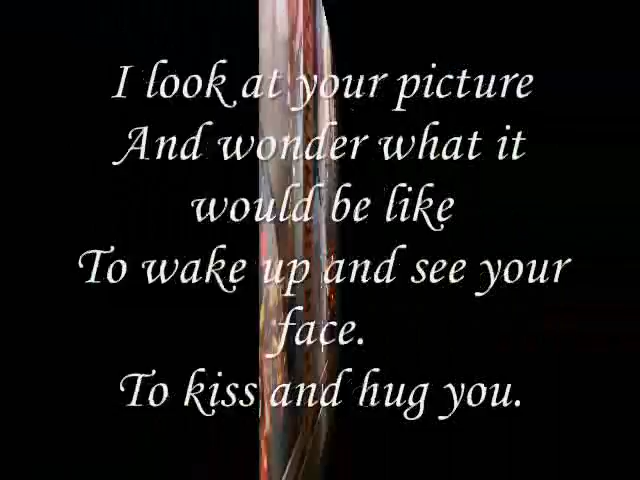 I look at your picture
And wonder what it
would be like
To wake up and see your
face.
To kiss and hug you.